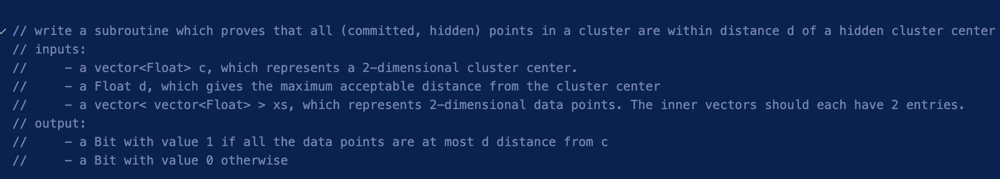 // write a subroutine which proves that all (committed, hidden) points in a cluster are within distance d of a hidden cluster center
// inputs:
//     - a vector<Float> c, which represents a 2-dimensional cluster center.
//     - a Float d, which gives the maximum acceptable distance from the cluster center
//     - a vector< vector<Float> > xs, which represents 2-dimensional data points. The inner vectors should each have 2 entries.
// output:
//     - a Bit with value 1 if all the data points are at most d distance from c
//     - a Bit with value 0 otherwise